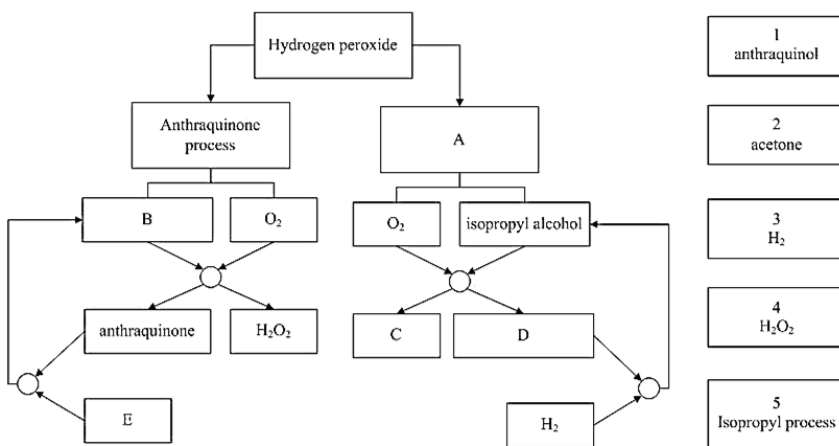 Hydrogen peroxide
Anthraquinone
process
A
B
O₂
O₂
isopropyl alcohol
anthraquinone
H₂O₂
C
D
E
H₂
1
anthraquinol
2
acetone
3
H₂
4
H₂O₂
5
Isopropyl process